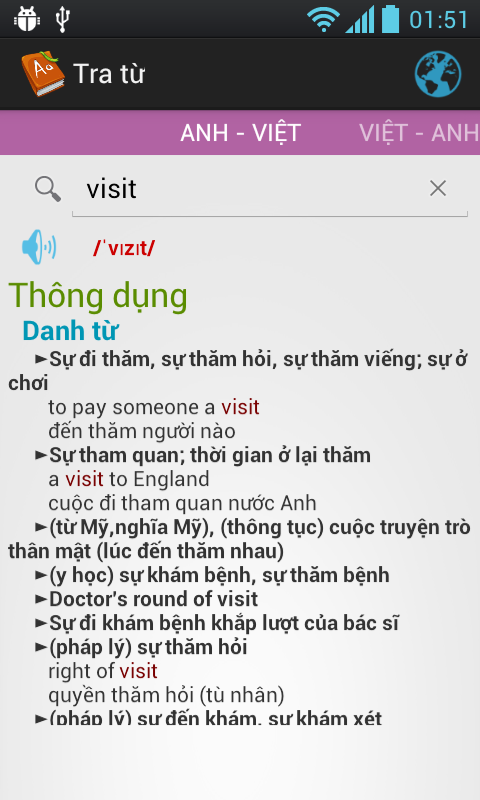 01:51
Tra từ
ANH - VIỆT
VIỆT - ANH
visit
/ˈvɪzɪt/
Thông dụng
Danh từ
►Sự đi thăm, sự thăm hỏi, sự thăm viếng; sự ở
chơi
to pay someone a visit
đến thăm người nào
►Sự tham quan; thời gian ở lại thăm
a visit to England
cuộc đi tham quan nước Anh
►(từ Mỹ,nghĩa Mỹ), (thông tục) cuộc truyện trò
thân mật (lúc đến thăm nhau)
►(y học) sự khám bệnh, sự thăm bệnh
►Doctor's round of visit
►Sự đi khám bệnh khắp lượt của bác sĩ
►(pháp lý) sự thăm hỏi
right of visit
quyền thăm hỏi (tù nhân)
►(pháp lý) sự đến khám, sự khám xét